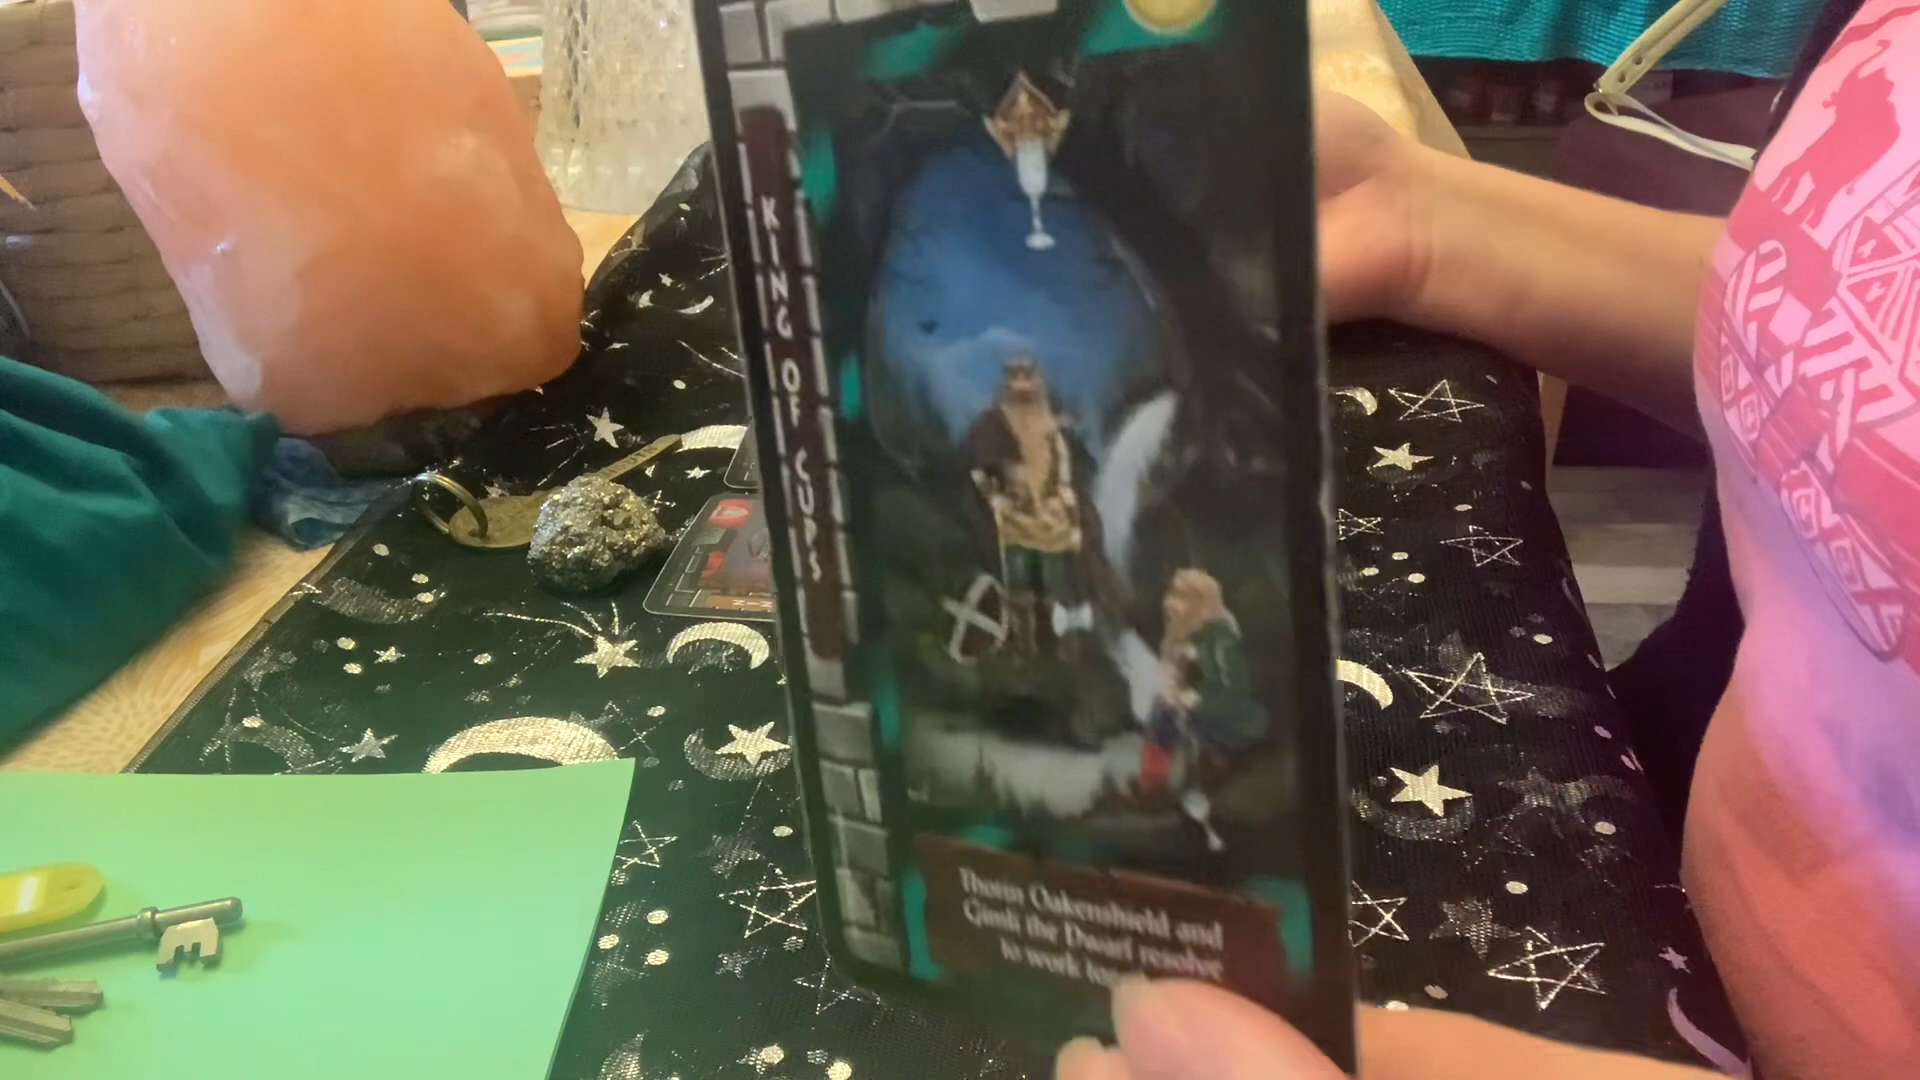 KING OF CUPS
Thorin Oakenshield and
Gimli the Dwarf resolve
to work